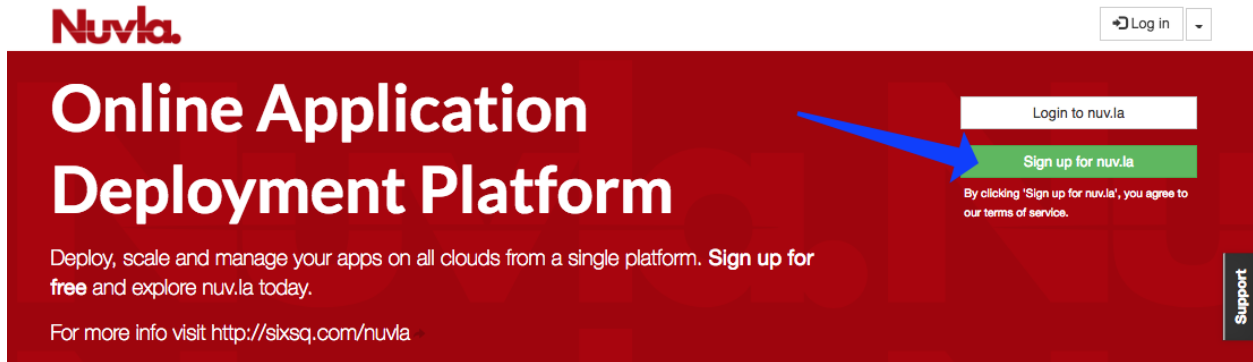 Nuvla.
Log in
Online Application
Deployment Platform
Deploy, scale and manage your apps on all clouds from a single platform. Sign up for
free and explore nuv.la today.
For more info visit http://sixsq.com/nuvla
Login to nuv.la
Sign up for nuv.la
By clicking 'Sign up for nuv.la', you agree to
our terms of service.
Support